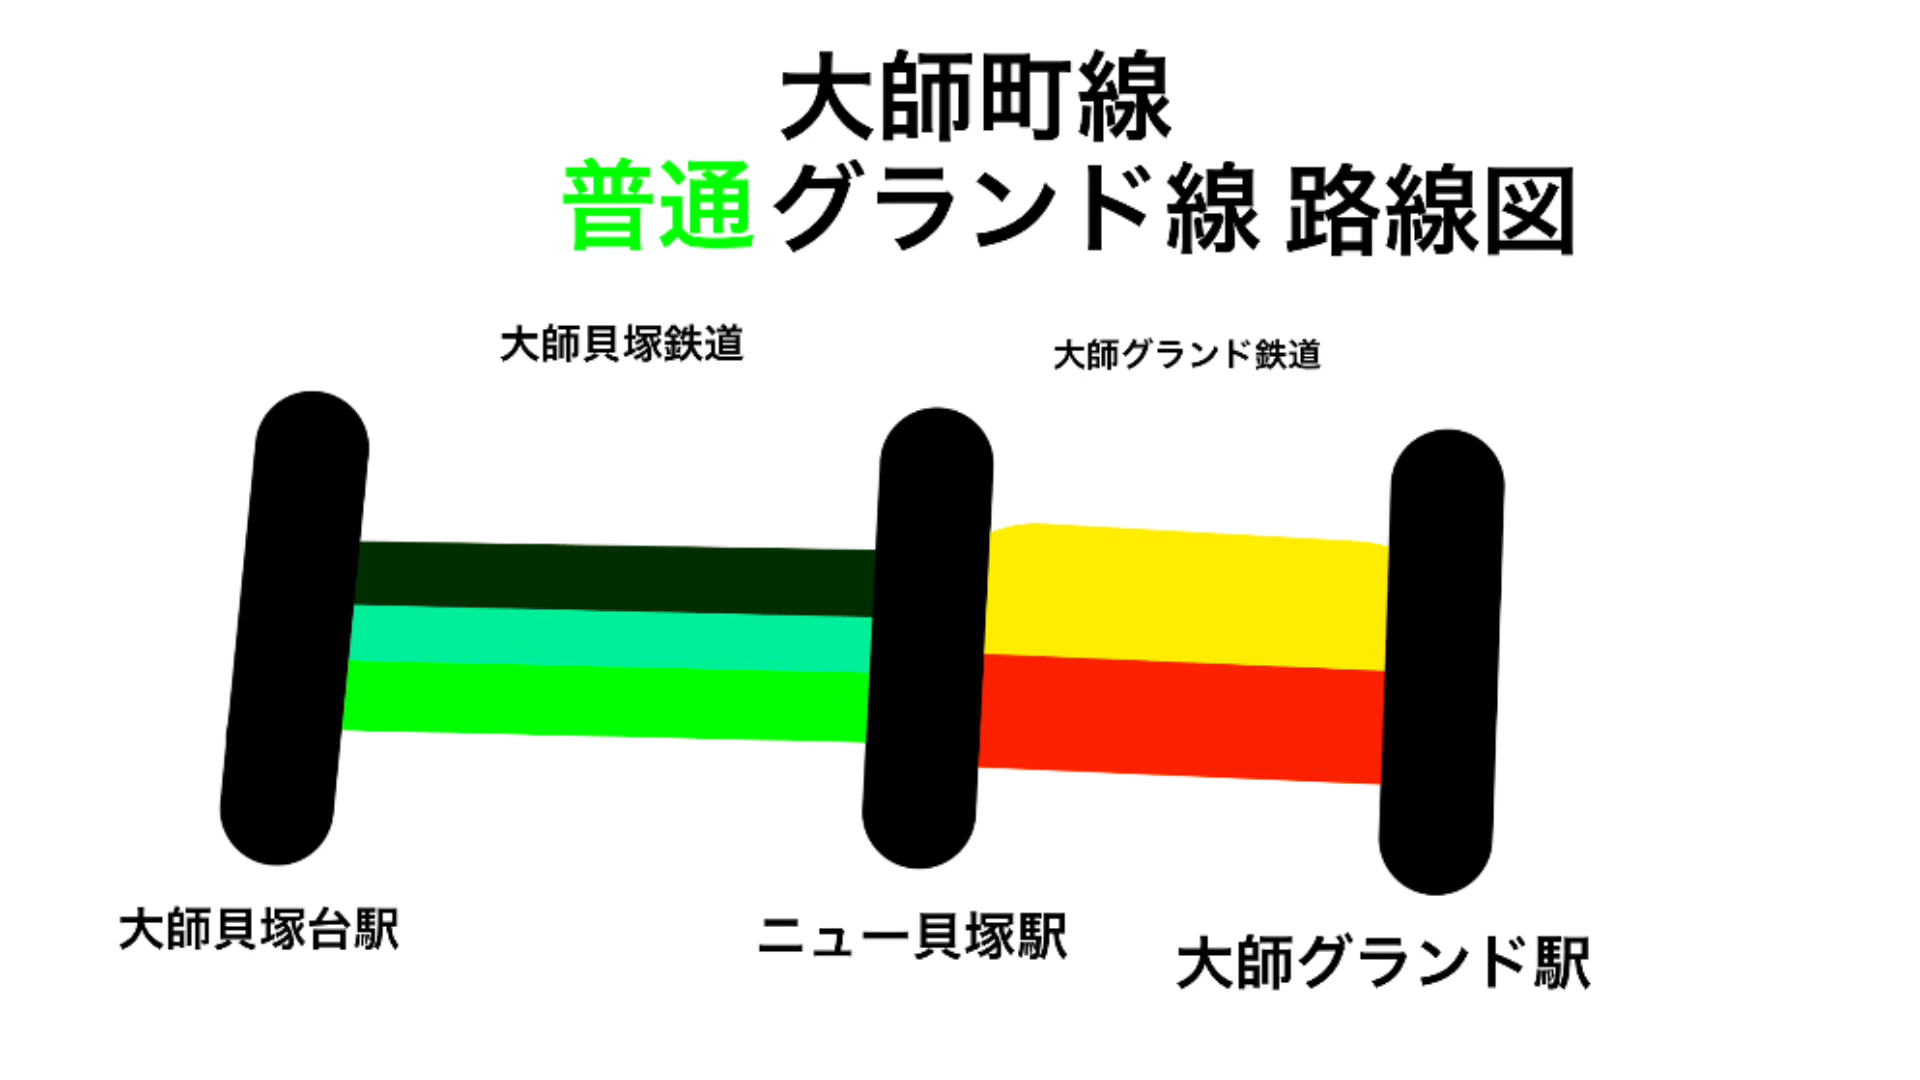 大師町線
普通 グランド線 路線図
大師貝塚鉄道
大師グランド鉄道
大師貝塚台駅
ニュー貝塚駅
大師グランド駅